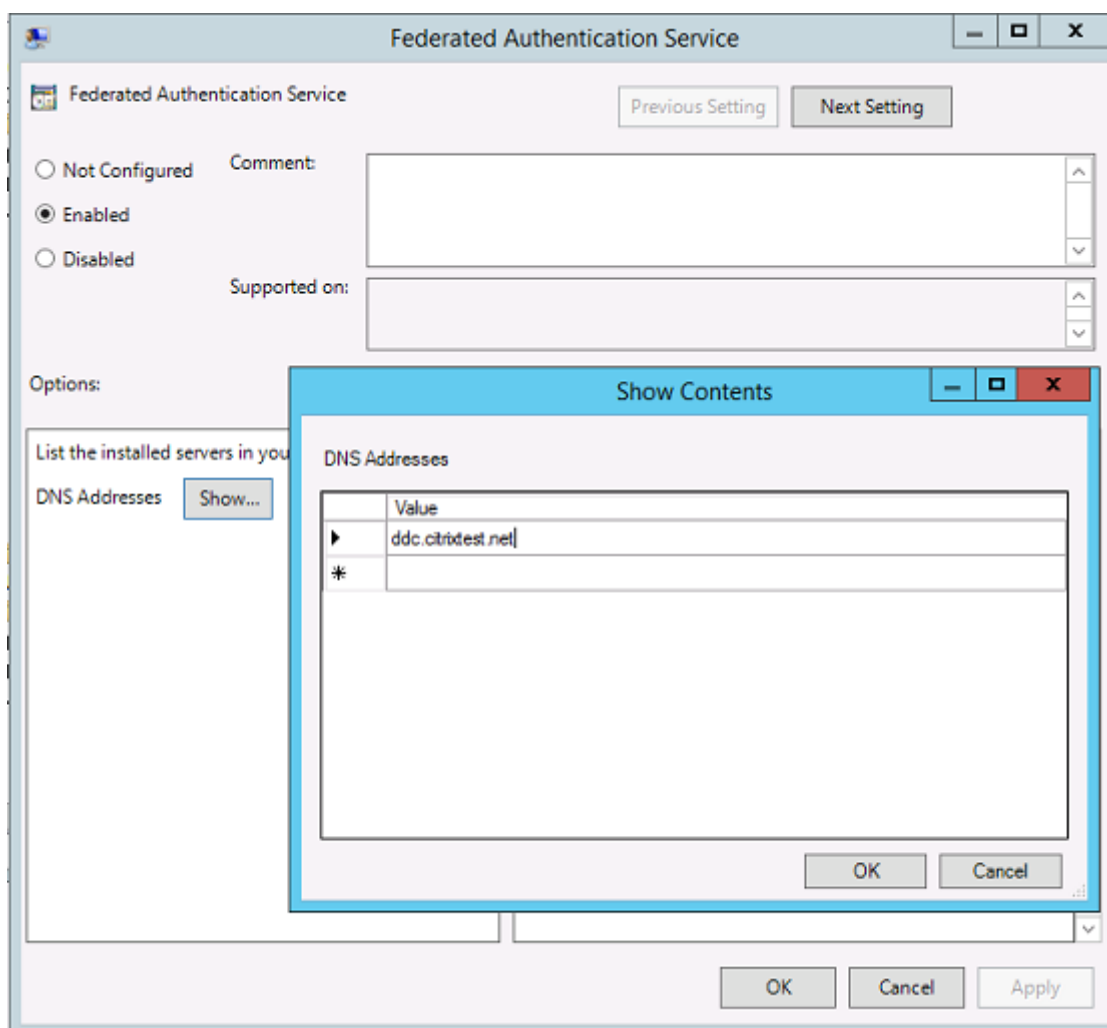 Federated Authentication Service
Federated Authentication Service
Previous Setting
Next Setting
Not Configured
Comment:
Enabled
Disabled
Supported on:
Options:
Show Contents
List the installed servers in you
DNS Addresses
Show...
DNS Addresses
Value
ddc.citrixtest.net
OK
Cancel
OK
Cancel
Apply